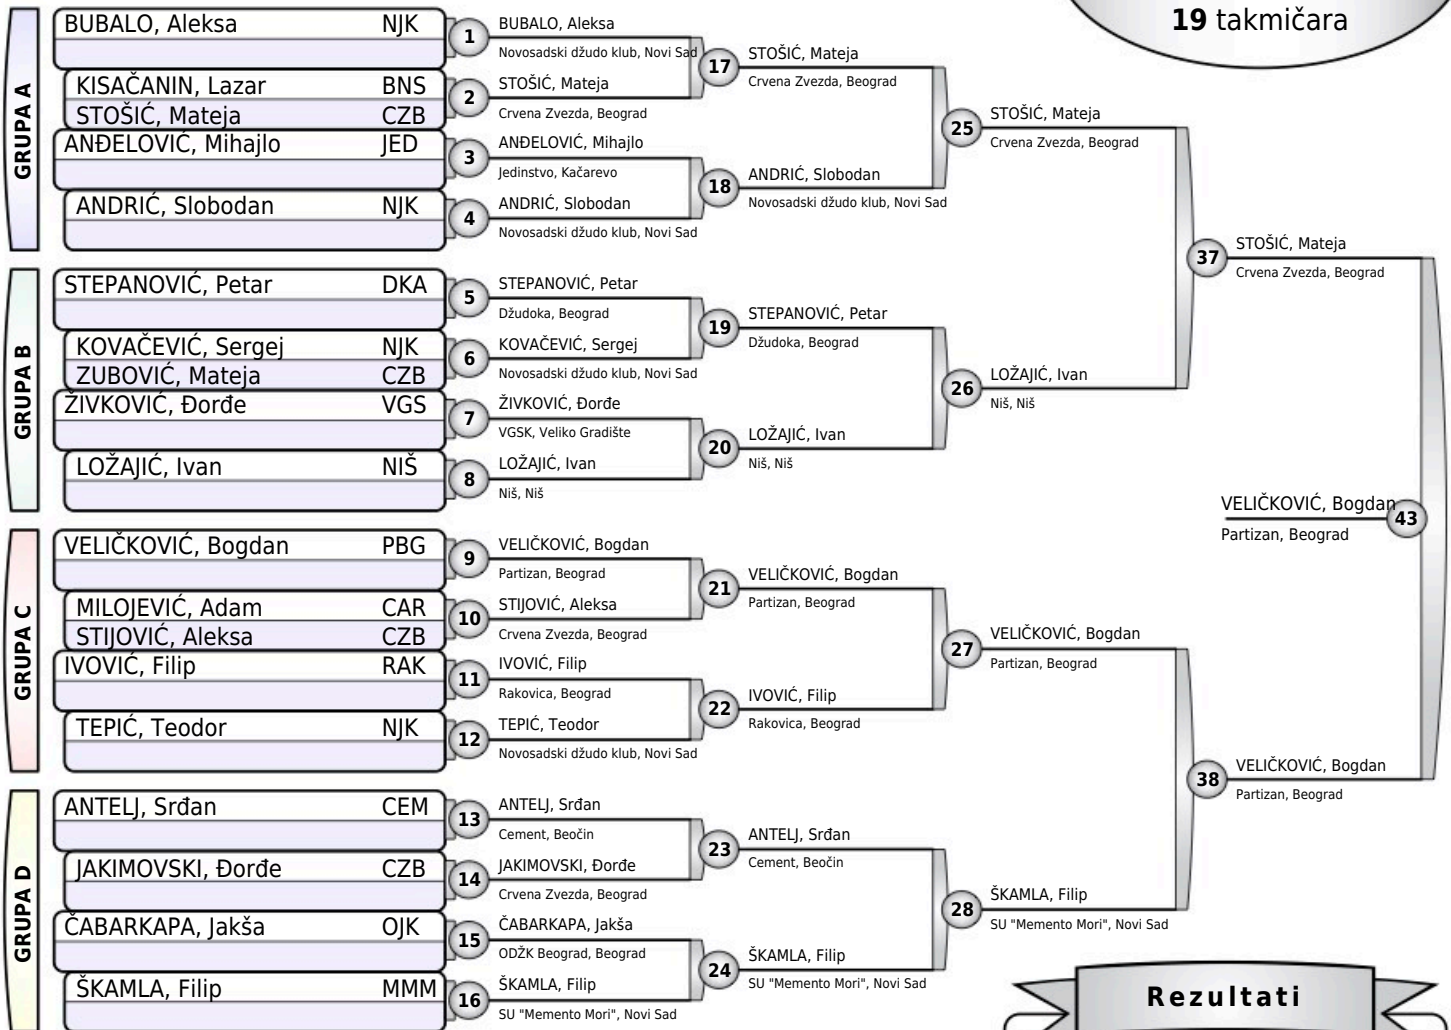 19 takmičara
GRUPA A
BUBALO, Aleksa NJK
KISAČANIN, Lazar BNS
STOŠIĆ, Mateja CZB
ANĐELOVIĆ, Mihajlo JED
ANDRIĆ, Slobodan NJK
GRUPA B
STEPANOVIĆ, Petar DKA
KOVAČEVIĆ, Sergej NJK
ZUBOVIĆ, Mateja CZB
ŽIVKOVIĆ, Đorđe VGS
LOŽAJIĆ, Ivan NIŠ
GRUPA C
VELIČKOVIĆ, Bogdan PBG
MILOJEVIĆ, Adam CAR
STIJOVIĆ, Aleksa CZB
IVOVIĆ, Filip RAK
TEPIĆ, Teodor NJK
GRUPA D
ANTELJ, Srđan CEM
JAKIMOVSKI, Đorđe CZB
ČABARKAPA, Jakša OJK
ŠKAMLA, Filip MMM
1
BUBALO, Aleksa
Novosadski džudo klub, Novi Sad
2
STOŠIĆ, Mateja
Crvena Zvezda, Beograd
3
ANĐELOVIĆ, Mihajlo
Jedinstvo, Kačarevo
4
ANDRIĆ, Slobodan
Novosadski džudo klub, Novi Sad
5
STEPANOVIĆ, Petar
Džudoka, Beograd
6
KOVAČEVIĆ, Sergej
Novosadski džudo klub, Novi Sad
7
ŽIVKOVIĆ, Đorđe
VGSK, Veliko Gradište
8
LOŽAJIĆ, Ivan
Niš, Niš
9
VELIČKOVIĆ, Bogdan
Partizan, Beograd
10
STIJOVIĆ, Aleksa
Crvena Zvezda, Beograd
11
IVOVIĆ, Filip
Rakovica, Beograd
12
TEPIĆ, Teodor
Novosadski džudo klub, Novi Sad
13
ANTELJ, Srđan
Cement, Beočin
14
JAKIMOVSKI, Đorđe
Crvena Zvezda, Beograd
15
ČABARKAPA, Jakša
ODŽK Beograd, Beograd
16
ŠKAMLA, Filip
SU "Memento Mori", Novi Sad
17
STOŠIĆ, Mateja
Crvena Zvezda, Beograd
18
ANDRIĆ, Slobodan
Novosadski džudo klub, Novi Sad
19
STEPANOVIĆ, Petar
Džudoka, Beograd
20
LOŽAJIĆ, Ivan
Niš, Niš
21
VELIČKOVIĆ, Bogdan
Partizan, Beograd
22
IVOVIĆ, Filip
Rakovica, Beograd
23
ANTELJ, Srđan
Cement, Beočin
24
ŠKAMLA, Filip
SU "Memento Mori", Novi Sad
25
STOŠIĆ, Mateja
Crvena Zvezda, Beograd
26
LOŽAJIĆ, Ivan
Niš, Niš
27
VELIČKOVIĆ, Bogdan
Partizan, Beograd
28
ŠKAMLA, Filip
SU "Memento Mori", Novi Sad
37
STOŠIĆ, Mateja
Crvena Zvezda, Beograd
38
VELIČKOVIĆ, Bogdan
Partizan, Beograd
VELIČKOVIĆ, Bogdan
43
Partizan, Beograd
Rezultati